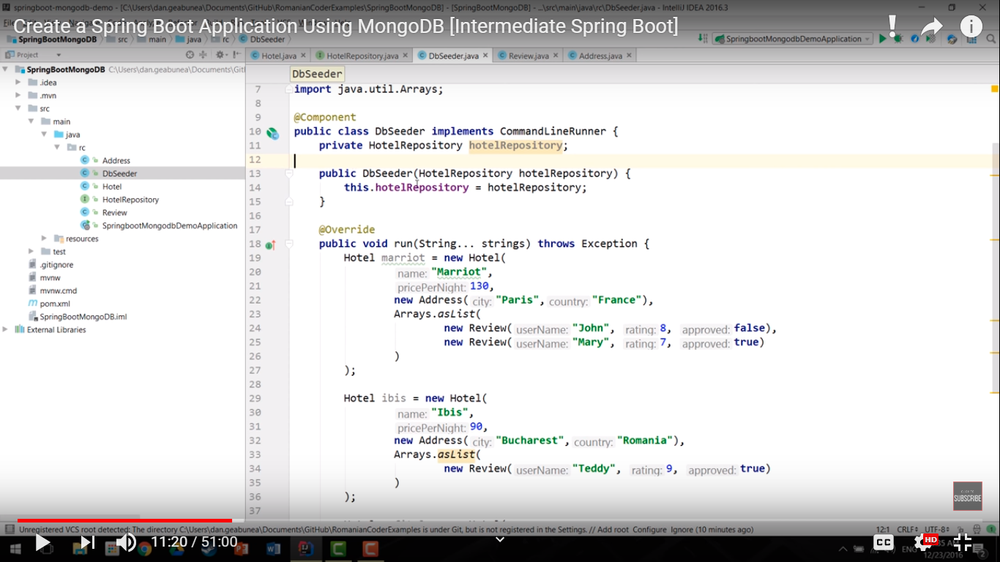 springboot-mongodb-demo - [C:\Users\dan.geabunea\Documents\GitHub\RomanianCoderExamples\SpringBootMongoDB] - [SpringBootMongoDB] - ...\src\main\java\rc\DbSeeder.java - IntelliJ IDEA 2016.3
Create a Spring Boot Application Using MongoDB [Intermediate Spring Boot]
SpringBootMongoDB src main java rc DbSeeder
SpringbootMongodbDemoApplication
Project
Hotel.java HotelRepository.java DbSeeder.java Review.java Address.java
SpringBootMongoDB C:\Users\dan.geabunea\Documents\Git
.idea
.mvn
src
main
java
rc
Address
DbSeeder
Hotel
HotelRepository
Review
SpringbootMongodbDemoApplication
resources
test
.gitignore
mvnw
mvnw.cmd
pom.xml
SpringBootMongoDB.iml
External Libraries
DbSeeder
7 import java.util.Arrays;
8
9 @Component
10 public class DbSeeder implements CommandLineRunner {
11 private HotelRepository hotelRepository;
12
13 public DbSeeder(HotelRepository hotelRepository) {
14 this.hotelRepository = hotelRepository;
15 }
16
17 @Override
18 public void run(String... strings) throws Exception {
19 Hotel marriot = new Hotel(
20 name: "Marriot",
21 pricePerNight: 130,
22 new Address( city: "Paris", country: "France"),
23 Arrays.asList(
24 new Review( userName: "John", rating: 8, approved: false),
25 new Review( userName: "Mary", rating: 7, approved: true)
26 )
27 );
28
29 Hotel ibis = new Hotel(
30 name: "Ibis",
31 pricePerNight: 90,
32 new Address( city: "Bucharest", country: "Romania"),
33 Arrays.asList(
34 new Review( userName: "Teddy", rating: 9, approved: true)
35 )
36 );
37
SUBSCRIBE
Unregistered VCS root detected: The directory C:\Users\dan.geabunea\Documents\GitHub\RomanianCoderExamples is under Git, but is not registered in the Settings. // Add root Configure Ignore (10 minutes ago)
12:1 CRLF UTF-8
11:20 / 51:00
CC
HD
ENG
12/23/2016